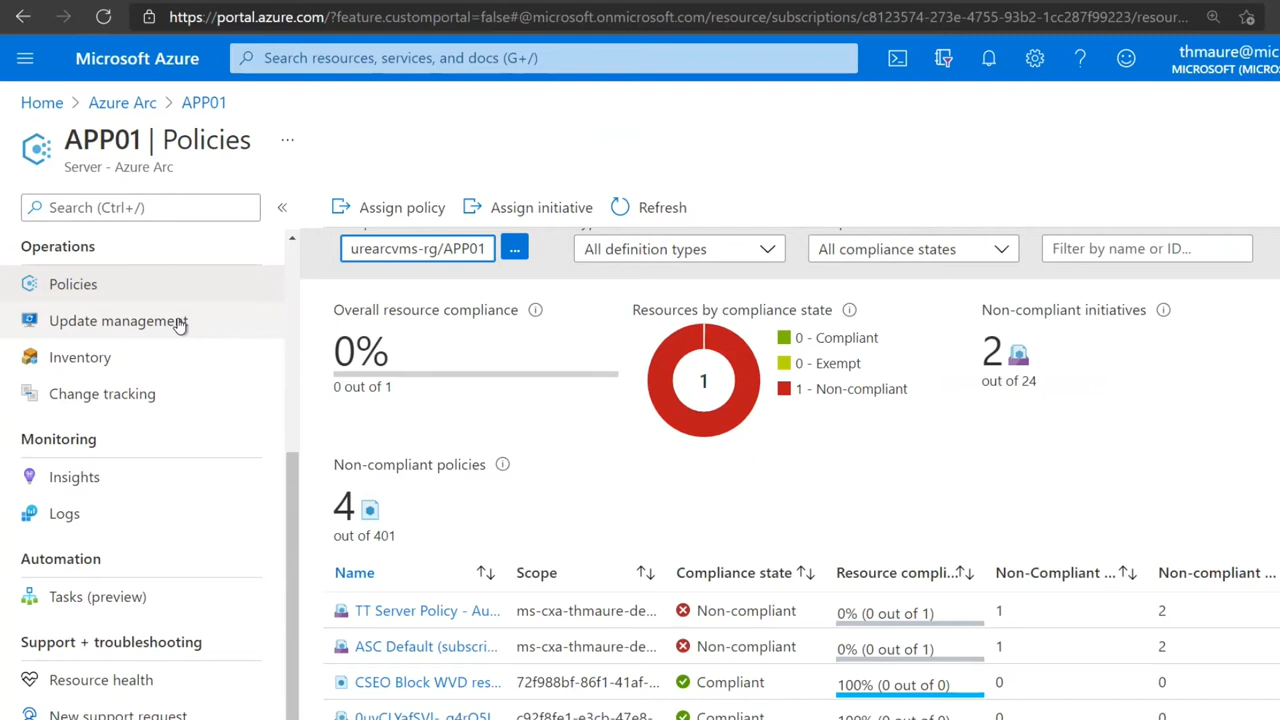 https://portal.azure.com/?feature.customportal=false#@microsoft.onmicrosoft.com/resource/subscriptions/c8123574-273e-4755-93b2-1cc287f99223/resour...
Microsoft Azure
Search resources, services, and docs (G+/)
thmaure@mic
MICROSOFT (MICROS
Home > Azure Arc > APP01
APP01 | Policies ...
Server - Azure Arc
Search (Ctrl+/)
«
Operations
Policies
Update management
Inventory
Change tracking
Monitoring
Insights
Logs
Automation
Tasks (preview)
Support + troubleshooting
Resource health
New support request
Assign policy
Assign initiative
Refresh
urearcvms-rg/APP01
...
All definition types
All compliance states
Filter by name or ID...
Overall resource compliance
0%
0 out of 1
Resources by compliance state
1
0 - Compliant
0 - Exempt
1 - Non-compliant
Non-compliant initiatives
2
out of 24
Non-compliant policies
4
out of 401
Name Scope Compliance state Resource compli... Non-Compliant ... Non-compliant ...
TT Server Policy - Au... ms-cxa-thmaure-de... Non-compliant 0% (0 out of 1) 1 2
ASC Default (subscri... ms-cxa-thmaure-de... Non-compliant 0% (0 out of 1) 1 2
CSEO Block WVD res... 72f988bf-86f1-41af-... Compliant 100% (0 out of 0) 0 0
Compliant